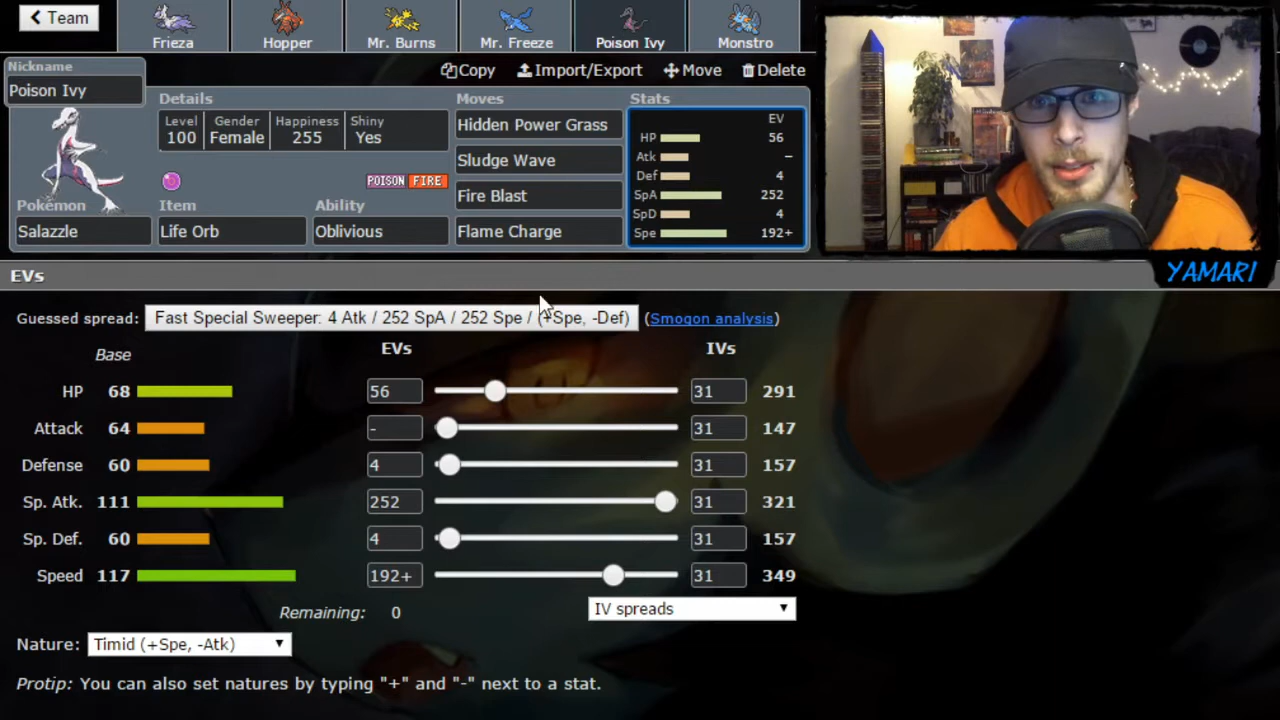 Team
Frieza
Hopper
Mr. Burns
Mr. Freeze
Poison Ivy
Monstro
Nickname
Poison Ivy
Copy
Import/Export
Move
Delete
Details
Level
100
Gender
Female
Happiness
255
Shiny
Yes
POISON FIRE
Pokémon
Salazzle
Item
Life Orb
Ability
Oblivious
Moves
Hidden Power Grass
Sludge Wave
Fire Blast
Flame Charge
Stats
EV
HP 56
Atk –
Def 4
SpA 252
SpD 4
Spe 192+
YAMARI
EVs
Guessed spread: Fast Special Sweeper: 4 Atk / 252 SpA / 252 Spe / (+Spe, -Def) (Smogon analysis)
Base EVs IVs
HP 68 56 31 291
Attack 64 - 31 147
Defense 60 4 31 157
Sp. Atk. 111 252 31 321
Sp. Def. 60 4 31 157
Speed 117 192+ 31 349
Remaining: 0 IV spreads
Nature: Timid (+Spe, -Atk)
Protip: You can also set natures by typing "+" and "-" next to a stat.